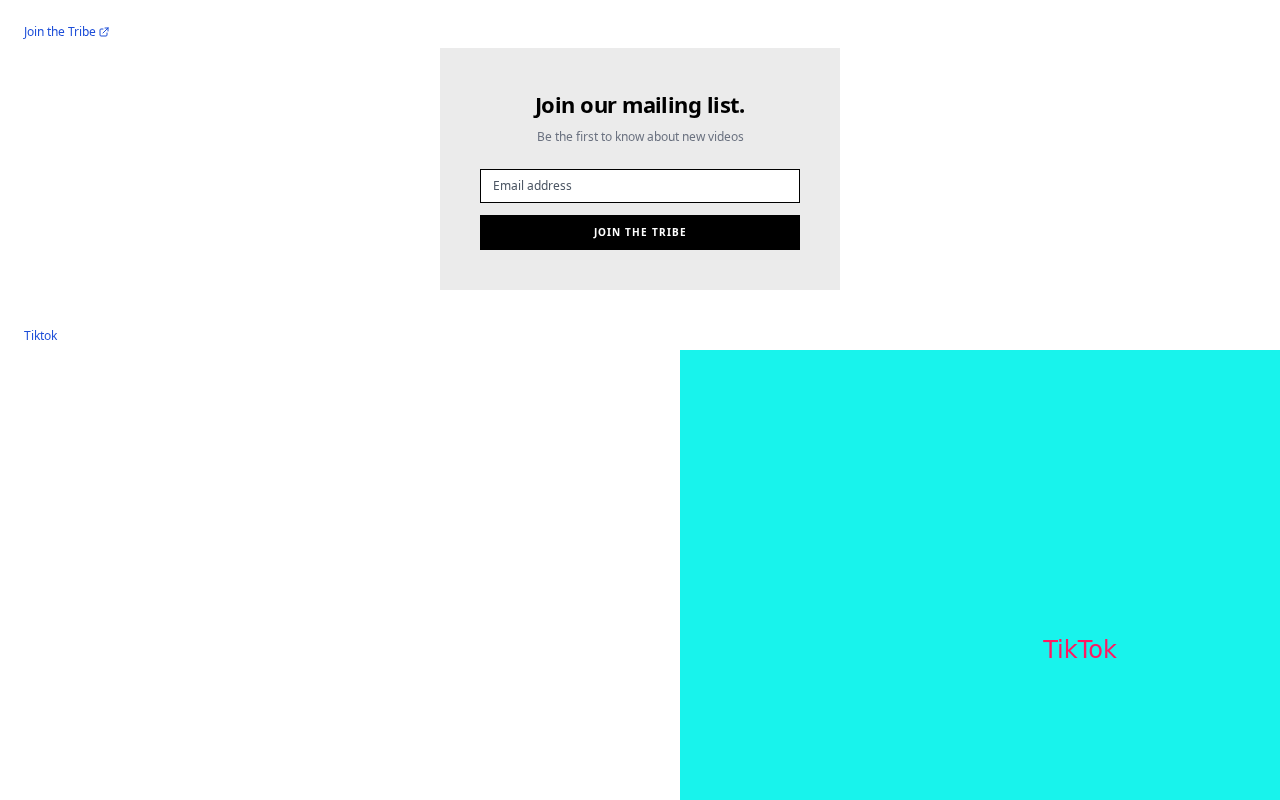 Join the Tribe
Join our mailing list.
Be the first to know about new videos
Email address
JOIN THE TRIBE
Tiktok
TikTok